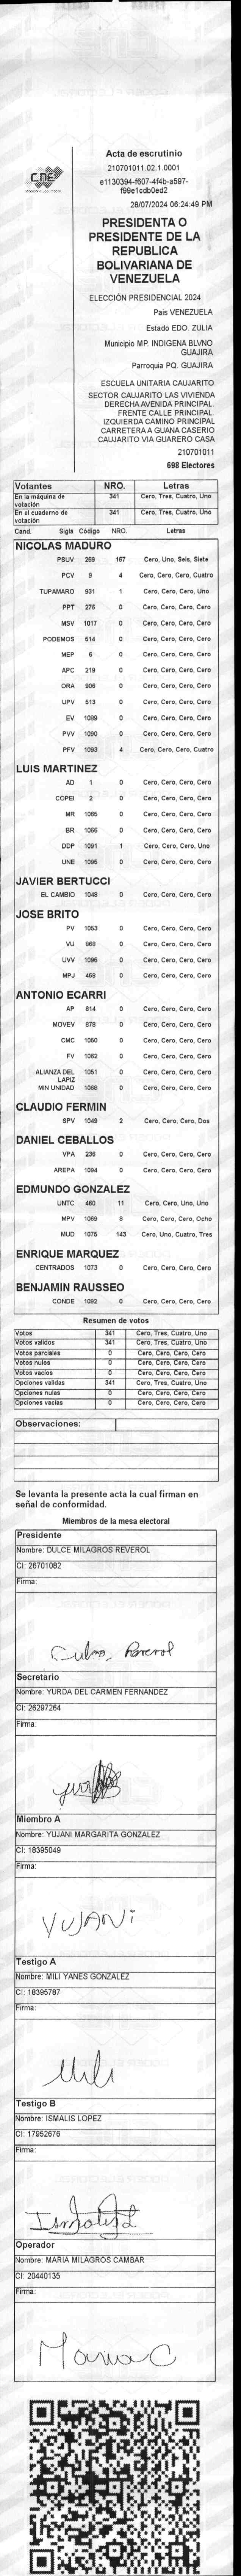 CNE
Acta de escrutinio
210701011.02.1.0001
e1130394-f607-4f4b-a597-
f99e1cdb0ed2
28/07/2024 06:24:49 PM
PRESIDENTA O
PRESIDENTE DE LA
REPUBLICA
BOLIVARIANA DE
VENEZUELA
ELECCIÓN PRESIDENCIAL 2024
Pais VENEZUELA
Estado EDO. ZULIA
Municipio MP. INDIGENA BLVNO
GUAJIRA
Parroquia PQ. GUAJIRA
ESCUELA UNITARIA CAUJARITO
SECTOR CAUJARITO LAS VIVIENDA
DERECHA AVENIDA PRINCIPAL.
FRENTE CALLE PRINCIPAL.
IZQUIERDA CAMINO PRINCIPAL
CARRETERA A GUANA CASERIO
CAUJARITO VIA GUARERO CASA
210701011
698 Electores
Votantes NRO. Letras
En la máquina de votación 341 Cero, Tres, Cuatro, Uno
En el cuaderno de votación 341 Cero, Tres, Cuatro, Uno
Cand. Sigla Código NRO. Letras
NICOLAS MADURO
PSUV 269 167 Cero, Uno, Seis, Siete
PCV 9 4 Cero, Cero, Cero, Cuatro
TUPAMARO 931 1 Cero, Cero, Cero, Uno
PPT 276 0 Cero, Cero, Cero, Cero
MSV 1017 0 Cero, Cero, Cero, Cero
PODEMOS 514 0 Cero, Cero, Cero, Cero
MEP 6 0 Cero, Cero, Cero, Cero
APC 219 0 Cero, Cero, Cero, Cero
ORA 906 0 Cero, Cero, Cero, Cero
UPV 513 0 Cero, Cero, Cero, Cero
EV 1089 0 Cero, Cero, Cero, Cero
PVV 1090 0 Cero, Cero, Cero, Cero
PFV 1093 4 Cero, Cero, Cero, Cuatro
LUIS MARTINEZ
AD 1 0 Cero, Cero, Cero, Cero
COPEI 2 0 Cero, Cero, Cero, Cero
MR 1065 0 Cero, Cero, Cero, Cero
BR 1066 0 Cero, Cero, Cero, Cero
DDP 1091 1 Cero, Cero, Cero, Uno
UNE 1095 0 Cero, Cero, Cero, Cero
JAVIER BERTUCCI
EL CAMBIO 1048 0 Cero, Cero, Cero, Cero
JOSE BRITO
PV 1053 0 Cero, Cero, Cero, Cero
VU 868 0 Cero, Cero, Cero, Cero
UVV 1096 0 Cero, Cero, Cero, Cero
MPJ 458 0 Cero, Cero, Cero, Cero
ANTONIO ECARRI
AP 814 0 Cero, Cero, Cero, Cero
MOVEV 878 0 Cero, Cero, Cero, Cero
CMC 1050 0 Cero, Cero, Cero, Cero
FV 1052 0 Cero, Cero, Cero, Cero
ALIANZA DEL LAPIZ 1051 0 Cero, Cero, Cero, Cero
MIN UNIDAD 1068 0 Cero, Cero, Cero, Cero
CLAUDIO FERMIN
SPV 1049 2 Cero, Cero, Cero, Dos
DANIEL CEBALLOS
VPA 236 0 Cero, Cero, Cero, Cero
AREPA 1094 0 Cero, Cero, Cero, Cero
EDMUNDO GONZALEZ
UNTC 460 11 Cero, Cero, Uno, Uno
MPV 1069 8 Cero, Cero, Cero, Ocho
MUD 1075 143 Cero, Uno, Cuatro, Tres
ENRIQUE MARQUEZ
CENTRADOS 1073 0 Cero, Cero, Cero, Cero
BENJAMIN RAUSSEO
CONDE 1092 0 Cero, Cero, Cero, Cero
Resumen de votos
Votos 341 Cero, Tres, Cuatro, Uno
Votos validos 341 Cero, Tres, Cuatro, Uno
Votos parciales 0 Cero, Cero, Cero, Cero
Votos nulos 0 Cero, Cero, Cero, Cero
Votos vacios 0 Cero, Cero, Cero, Cero
Opciones validas 341 Cero, Tres, Cuatro, Uno
Opciones nulas 0 Cero, Cero, Cero, Cero
Opciones vacias 0 Cero, Cero, Cero, Cero
Observaciones:
Se levanta la presente acta la cual firman en
señal de conformidad.
Miembros de la mesa electoral
Presidente
Nombre: DULCE MILAGROS REVEROL
CI: 26701082
Firma:
Reverol
Secretario
Nombre: YURDA DEL CARMEN FERNANDEZ
CI: 26297264
Firma:
Miembro A
Nombre: YUJANI MARGARITA GONZALEZ
CI: 18395049
Firma:
YUJANi
Testigo A
Nombre: MILI YANES GONZALEZ
CI: 18395787
Firma:
Mili
Testigo B
Nombre: ISMALIS LOPEZ
CI: 17952676
Firma:
Operador
Nombre: MARIA MILAGROS CAMBAR
CI: 20440135
Firma:
Maria C